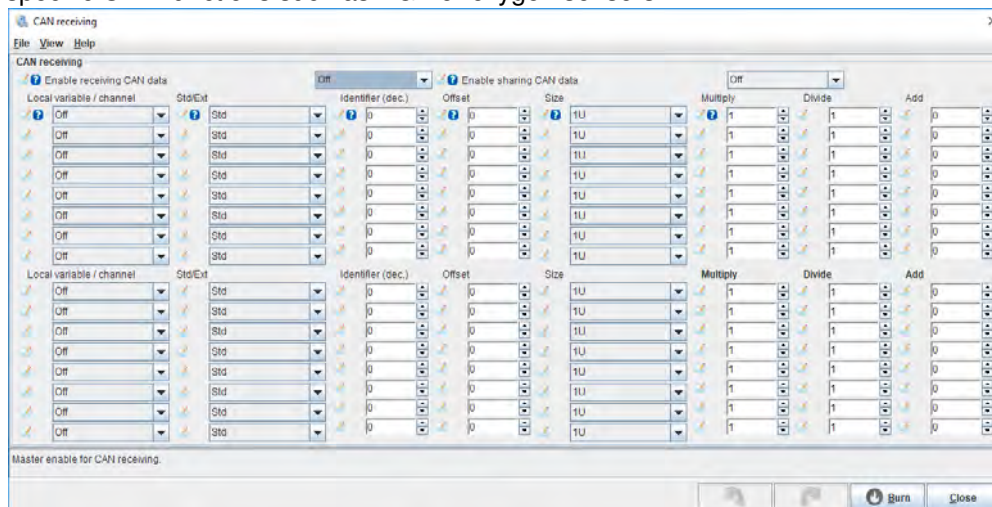 CAN receiving
File View Help
CAN receiving
Enable receiving CAN data Off Enable sharing CAN data Off
Local variable / channel Std/Ext Identifier (dec.) Offset Size Multiply Divide Add
Off Std 0 0 1U 1 1 0
Off Std 0 0 1U 1 1 0
Off Std 0 0 1U 1 1 0
Off Std 0 0 1U 1 1 0
Off Std 0 0 1U 1 1 0
Off Std 0 0 1U 1 1 0
Off Std 0 0 1U 1 1 0
Off Std 0 0 1U 1 1 0
Local variable / channel Std/Ext Identifier (dec.) Offset Size Multiply Divide Add
Off Std 0 0 1U 1 1 0
Off Std 0 0 1U 1 1 0
Off Std 0 0 1U 1 1 0
Off Std 0 0 1U 1 1 0
Off Std 0 0 1U 1 1 0
Off Std 0 0 1U 1 1 0
Off Std 0 0 1U 1 1 0
Off Std 0 0 1U 1 1 0
Master enable for CAN receiving.
Burn Close